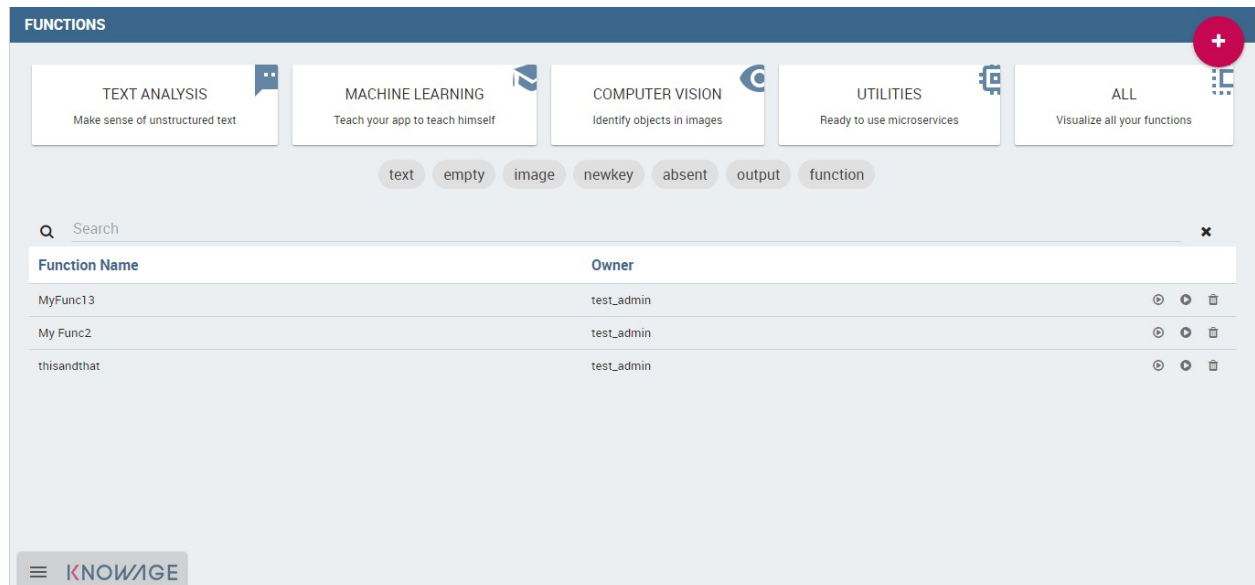 FUNCTIONS
+
TEXT ANALYSIS
Make sense of unstructured text
MACHINE LEARNING
Teach your app to teach himself
COMPUTER VISION
Identify objects in images
UTILITIES
Ready to use microservices
ALL
Visualize all your functions
text empty image newkey absent output function
Search
Function Name Owner
MyFunc13 test_admin
My Func2 test_admin
thisandthat test_admin
KNOWAGE